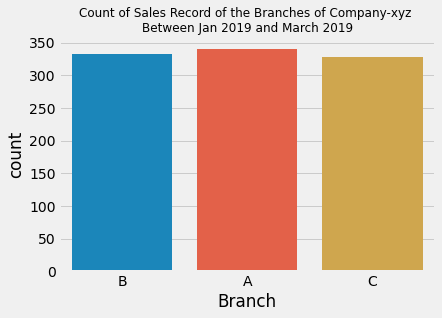 Count of Sales Record of the Branches of Company-xyz
Between Jan 2019 and March 2019
350
300
250
200
150
100
50
0
count
B A C
Branch